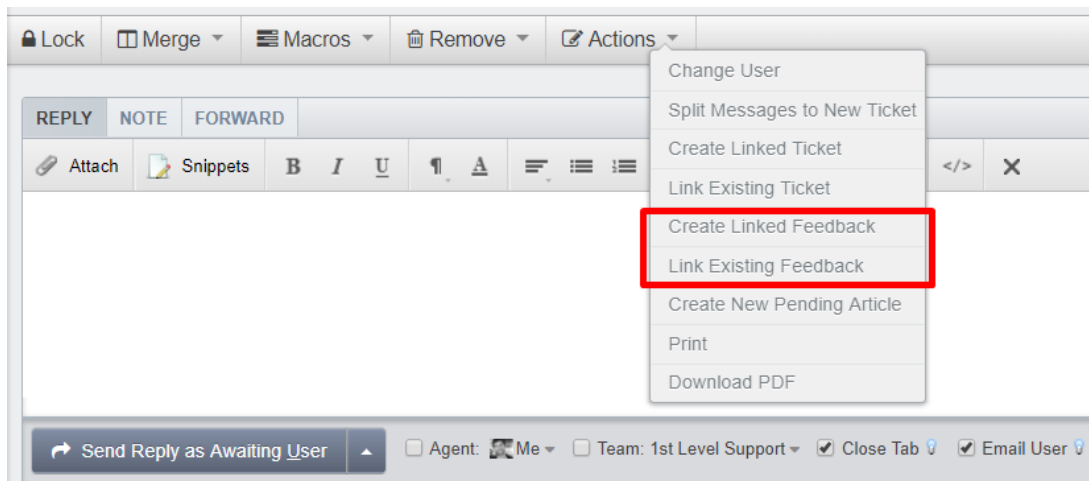 Lock Merge Macros Remove Actions
Change User
Split Messages to New Ticket
Create Linked Ticket
Link Existing Ticket
Create Linked Feedback
Link Existing Feedback
Create New Pending Article
Print
Download PDF
REPLY NOTE FORWARD
Attach Snippets B I U ¶ A </> X
Send Reply as Awaiting User Agent: Me Team: 1st Level Support Close Tab Email User